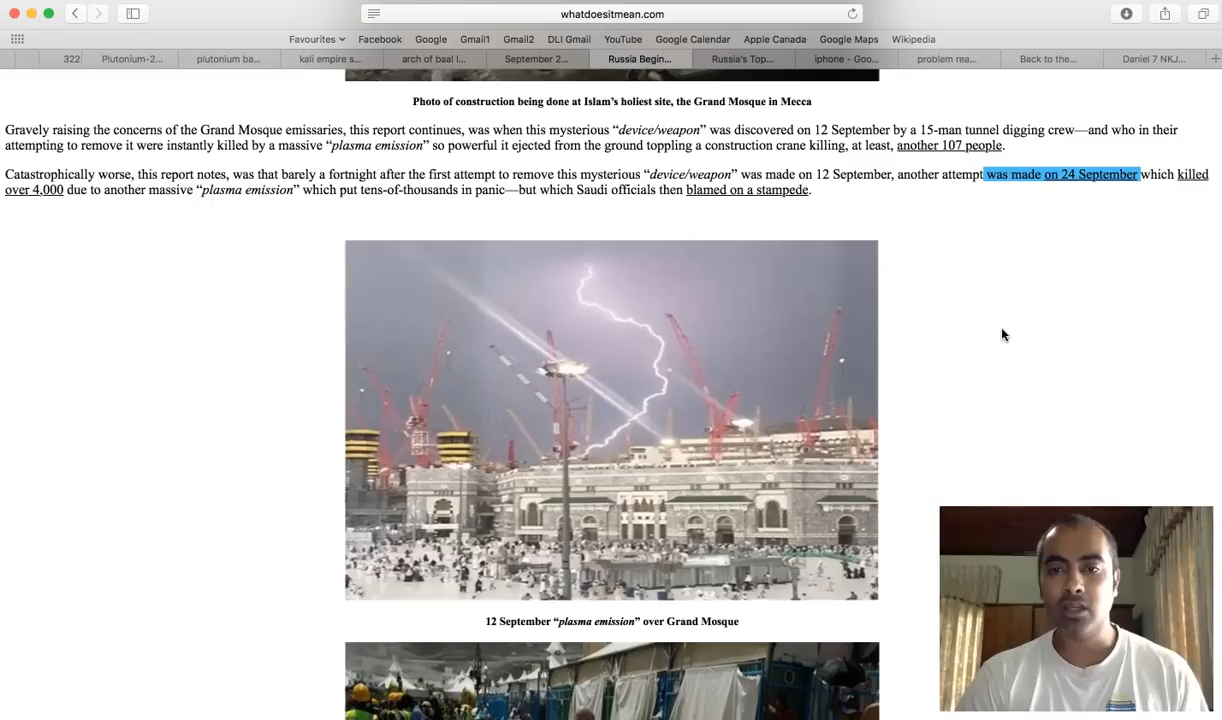 whatdoesitmean.com
Favourites Facebook Google Gmail1 Gmail2 DLI Gmail YouTube Google Calendar Apple Canada Google Maps Wikipedia
322 Plutonium-2... plutonium ba... kali empire s... arch of baal i... September 2... Russia Begin... Russia's Top... iphone - Goo... problem rea... Back to the... Daniel 7 NKJ...
Photo of construction being done at Islam's holiest site, the Grand Mosque in Mecca
Gravely raising the concerns of the Grand Mosque emissaries, this report continues, was when this mysterious “device/weapon” was discovered on 12 September by a 15-man tunnel digging crew—and who in their
attempting to remove it were instantly killed by a massive “plasma emission” so powerful it ejected from the ground toppling a construction crane killing, at least, another 107 people.
Catastrophically worse, this report notes, was that barely a fortnight after the first attempt to remove this mysterious “device/weapon” was made on 12 September, another attempt was made on 24 September which killed
over 4,000 due to another massive “plasma emission” which put tens-of-thousands in panic—but which Saudi officials then blamed on a stampede.
12 September “plasma emission” over Grand Mosque